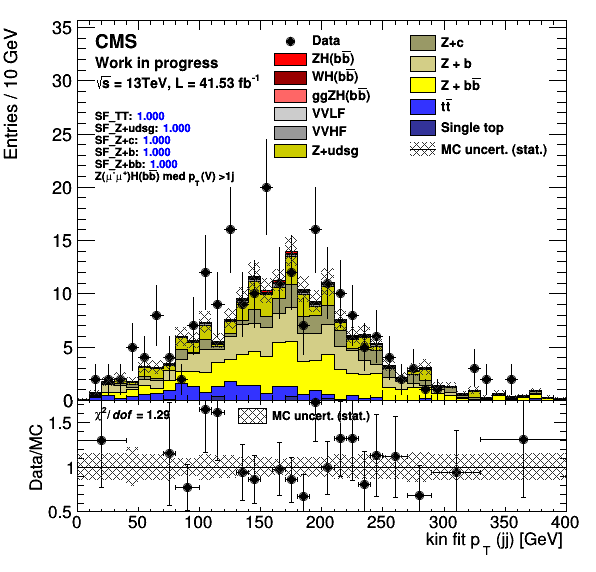 CMS
Work in progress
√s = 13TeV, L = 41.53 fb⁻¹
SF_TT: 1.000
SF_Z+udsg: 1.000
SF_Z+c: 1.000
SF_Z+b: 1.000
SF_Z+bb: 1.000
Z(μ⁻μ⁺)H(bb̅) med p_T(V) >1j
Data
ZH(bb̅)
WH(bb̅)
ggZH(bb̅)
VVLF
VVHF
Z+udsg
Z+c
Z + b
Z + bb̅
tt̅
Single top
MC uncert. (stat.)
Entries / 10 GeV
35
30
25
20
15
10
5
0
χ²/dof = 1.29
MC uncert. (stat.)
Data/MC
1.5
1
0.5
0 50 100 150 200 250 300 350 400
kin fit p_T (jj) [GeV]